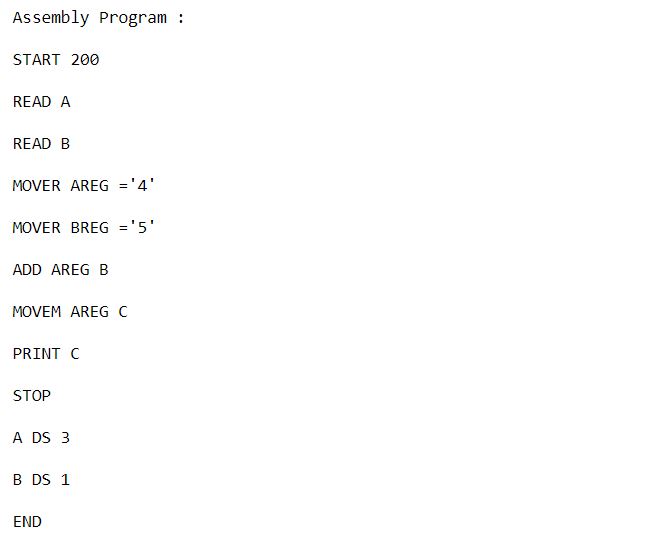 Assembly Program :
START 200
READ A
READ B
MOVER AREG ='4'
MOVER BREG ='5'
ADD AREG B
MOVEM AREG C
PRINT C
STOP
A DS 3
B DS 1
END